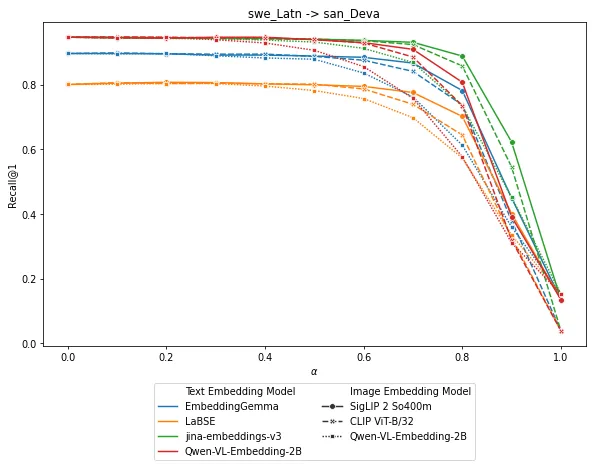 swe_Latn -> san_Deva
Recall@1
0.8
0.6
0.4
0.2
0.0
0.0 0.2 0.4 0.6 0.8 1.0
α
Text Embedding Model
EmbeddingGemma
LaBSE
jina-embeddings-v3
Qwen-VL-Embedding-2B
Image Embedding Model
SigLIP 2 So400m
CLIP ViT-B/32
Qwen-VL-Embedding-2B